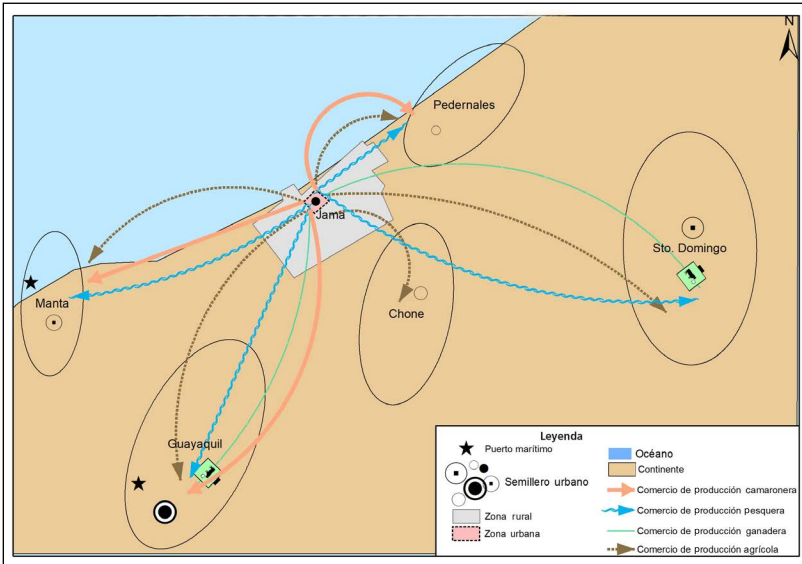 N
Pedernales
Jama
Sto. Domingo
Manta
Chone
Guayaquil
Leyenda
Puerto marítimo
Semillero urbano
Zona rural
Zona urbana
Océano
Continente
Comercio de producción camaronera
Comercio de producción pesquera
Comercio de producción ganadera
Comercio de producción agrícola